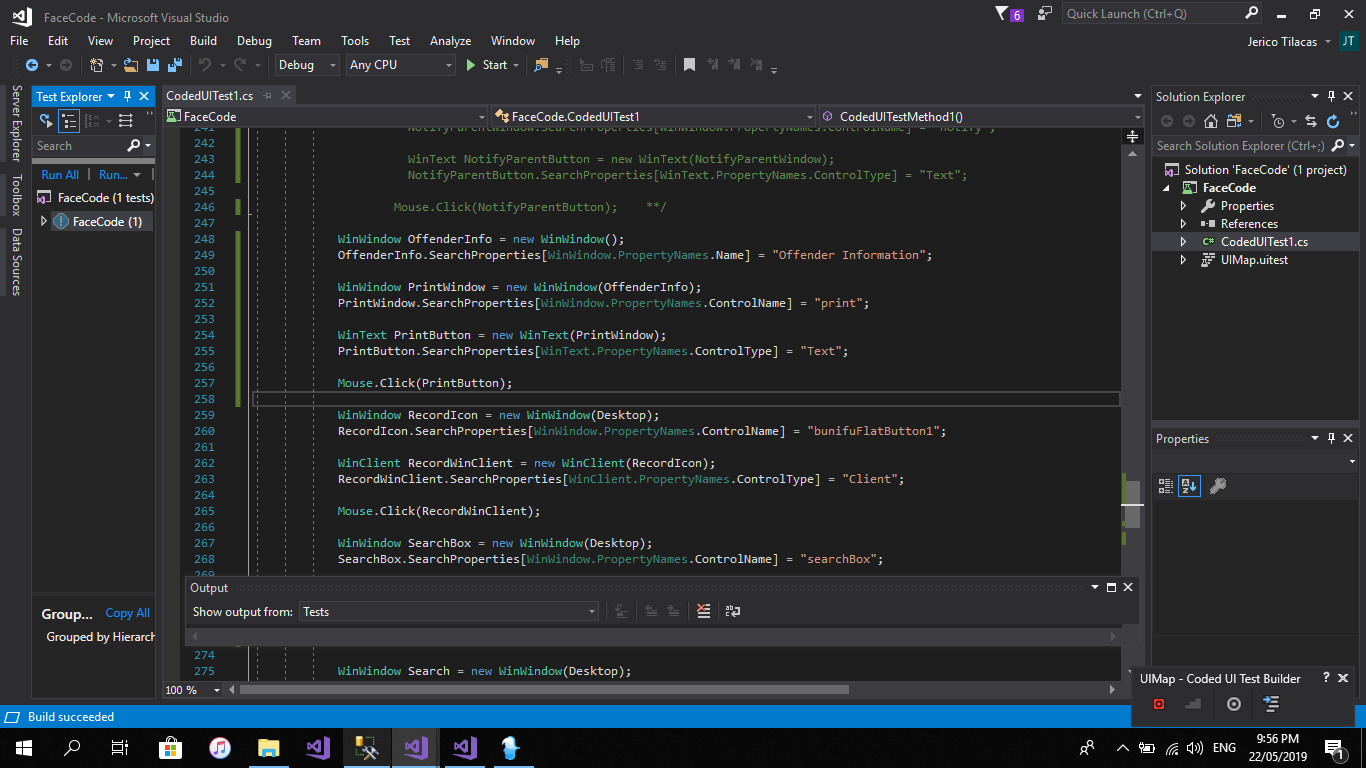 FaceCode - Microsoft Visual Studio
6
Quick Launch (Ctrl+Q)
File Edit View Project Build Debug Team Tools Test Analyze Window Help
Jerico Tilacas JT
Debug Any CPU Start
Server Explorer
Toolbox
Data Sources
Test Explorer
Search
Run All Run...
FaceCode (1 tests)
FaceCode (1)
Group... Copy All
Grouped by Hierarch
CodedUITest1.cs
FaceCode FaceCode.CodedUITest1 CodedUITestMethod1()
241 NotifyParentWindow.SearchProperties[WinWindow.PropertyNames.ControlName] = "notify";
242
243 WinText NotifyParentButton = new WinText(NotifyParentWindow);
244 NotifyParentButton.SearchProperties[WinText.PropertyNames.ControlType] = "Text";
245
246 Mouse.Click(NotifyParentButton); **/
247
248 WinWindow OffenderInfo = new WinWindow();
249 OffenderInfo.SearchProperties[WinWindow.PropertyNames.Name] = "Offender Information";
250
251 WinWindow PrintWindow = new WinWindow(OffenderInfo);
252 PrintWindow.SearchProperties[WinWindow.PropertyNames.ControlName] = "print";
253
254 WinText PrintButton = new WinText(PrintWindow);
255 PrintButton.SearchProperties[WinText.PropertyNames.ControlType] = "Text";
256
257 Mouse.Click(PrintButton);
258
259 WinWindow RecordIcon = new WinWindow(Desktop);
260 RecordIcon.SearchProperties[WinWindow.PropertyNames.ControlName] = "bunifuFlatButton1";
261
262 WinClient RecordWinClient = new WinClient(RecordIcon);
263 RecordWinClient.SearchProperties[WinClient.PropertyNames.ControlType] = "Client";
264
265 Mouse.Click(RecordWinClient);
266
267 WinWindow SearchBox = new WinWindow(Desktop);
268 SearchBox.SearchProperties[WinWindow.PropertyNames.ControlName] = "searchBox";
269
Output
Show output from: Tests
274
275 WinWindow Search = new WinWindow(Desktop);
100 %
Solution Explorer
Search Solution Explorer (Ctrl+;)
Solution 'FaceCode' (1 project)
FaceCode
Properties
References
C# CodedUITest1.cs
UIMap.uitest
Properties
UIMap - Coded UI Test Builder ?
Build succeeded
ENG
9:56 PM
22/05/2019
1